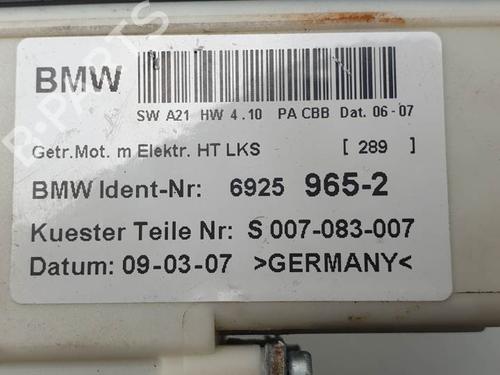 BMW
SW A21 HW 4.10 PA CBB Dat. 06-07
Getr.Mot. m Elektr. HT LKS [ 289 ]
BMW Ident-Nr: 6925 965-2
Kuester Teile Nr: S 007-083-007
Datum: 09-03-07 >GERMANY<